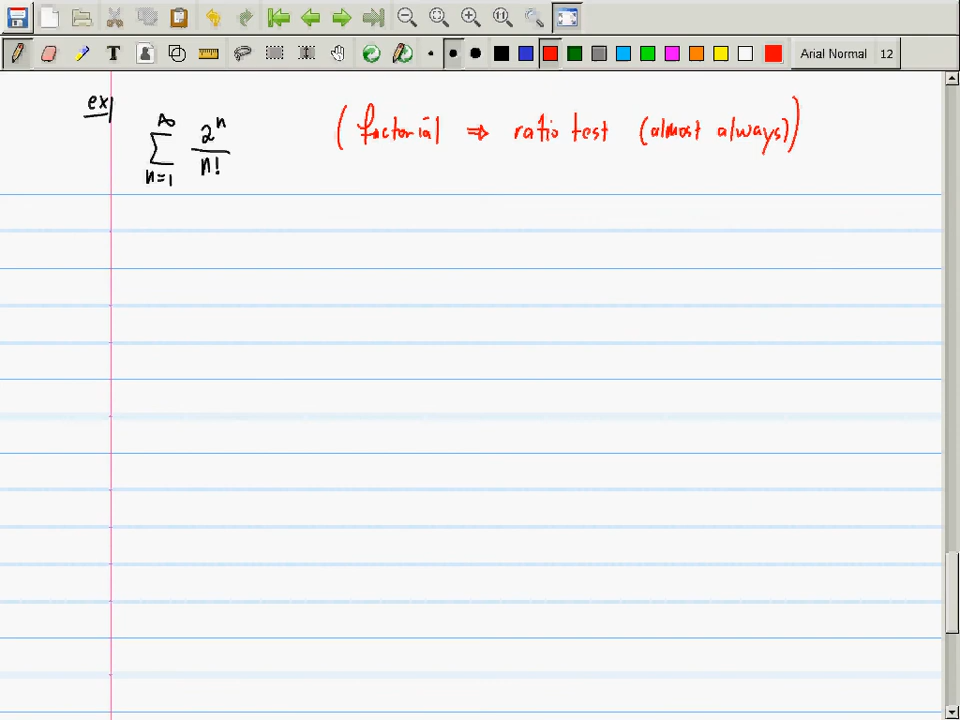 Arial Normal 12
ex
∞
∑ 2^n / n! ( factorial ⇒ ratio test (almost always))
n=1